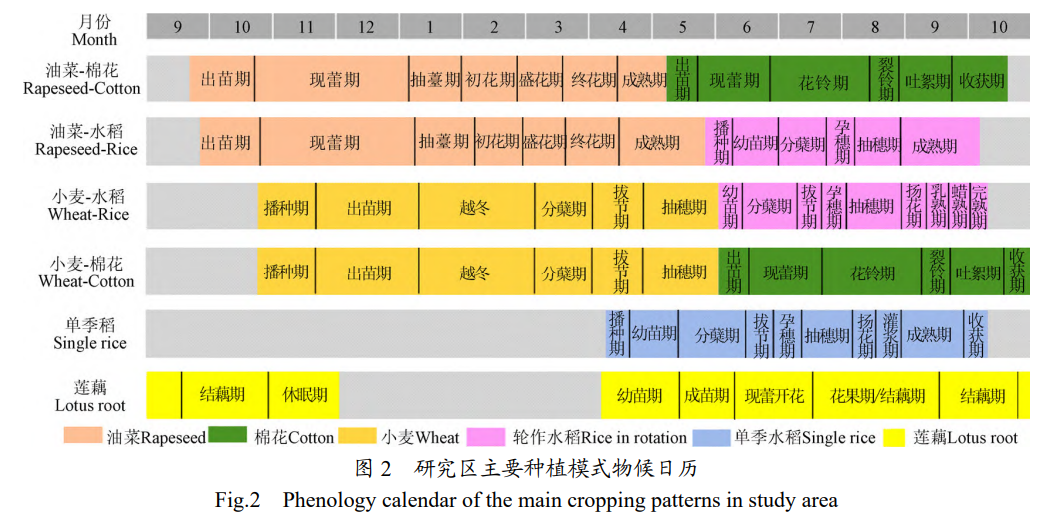 月份
Month
9 10 11 12 1 2 3 4 5 6 7 8 9 10
油菜-棉花
Rapeseed-Cotton
出苗期 现蕾期 抽薹期 初花期 盛花期 终花期 成熟期 出苗期 现蕾期 花铃期 裂铃期 吐絮期 收获期
油菜-水稻
Rapeseed-Rice
出苗期 现蕾期 抽薹期 初花期 盛花期 终花期 成熟期 播种期 幼苗期 分蘖期 孕穗期 抽穗期 成熟期
小麦-水稻
Wheat-Rice
播种期 出苗期 越冬 分蘖期 拔节期 抽穗期 幼苗期 分蘖期 拔节期 孕穗期 抽穗期 扬花期 乳熟期 蜡熟期 完熟期
小麦-棉花
Wheat-Cotton
播种期 出苗期 越冬 分蘖期 拔节期 抽穗期 出苗期 现蕾期 花铃期 裂铃期 吐絮期 收获期
单季稻
Single rice
播种期 幼苗期 分蘖期 拔节期 孕穗期 抽穗期 扬花期 灌浆期 成熟期 收获期
莲藕
Lotus root
结藕期 休眠期 幼苗期 成苗期 现蕾开花 花果期/结藕期 结藕期
油菜Rapeseed 棉花Cotton 小麦Wheat 轮作水稻Rice in rotation 单季水稻Single rice 莲藕Lotus root
图 2 研究区主要种植模式物候日历
Fig.2 Phenology calendar of the main cropping patterns in study area